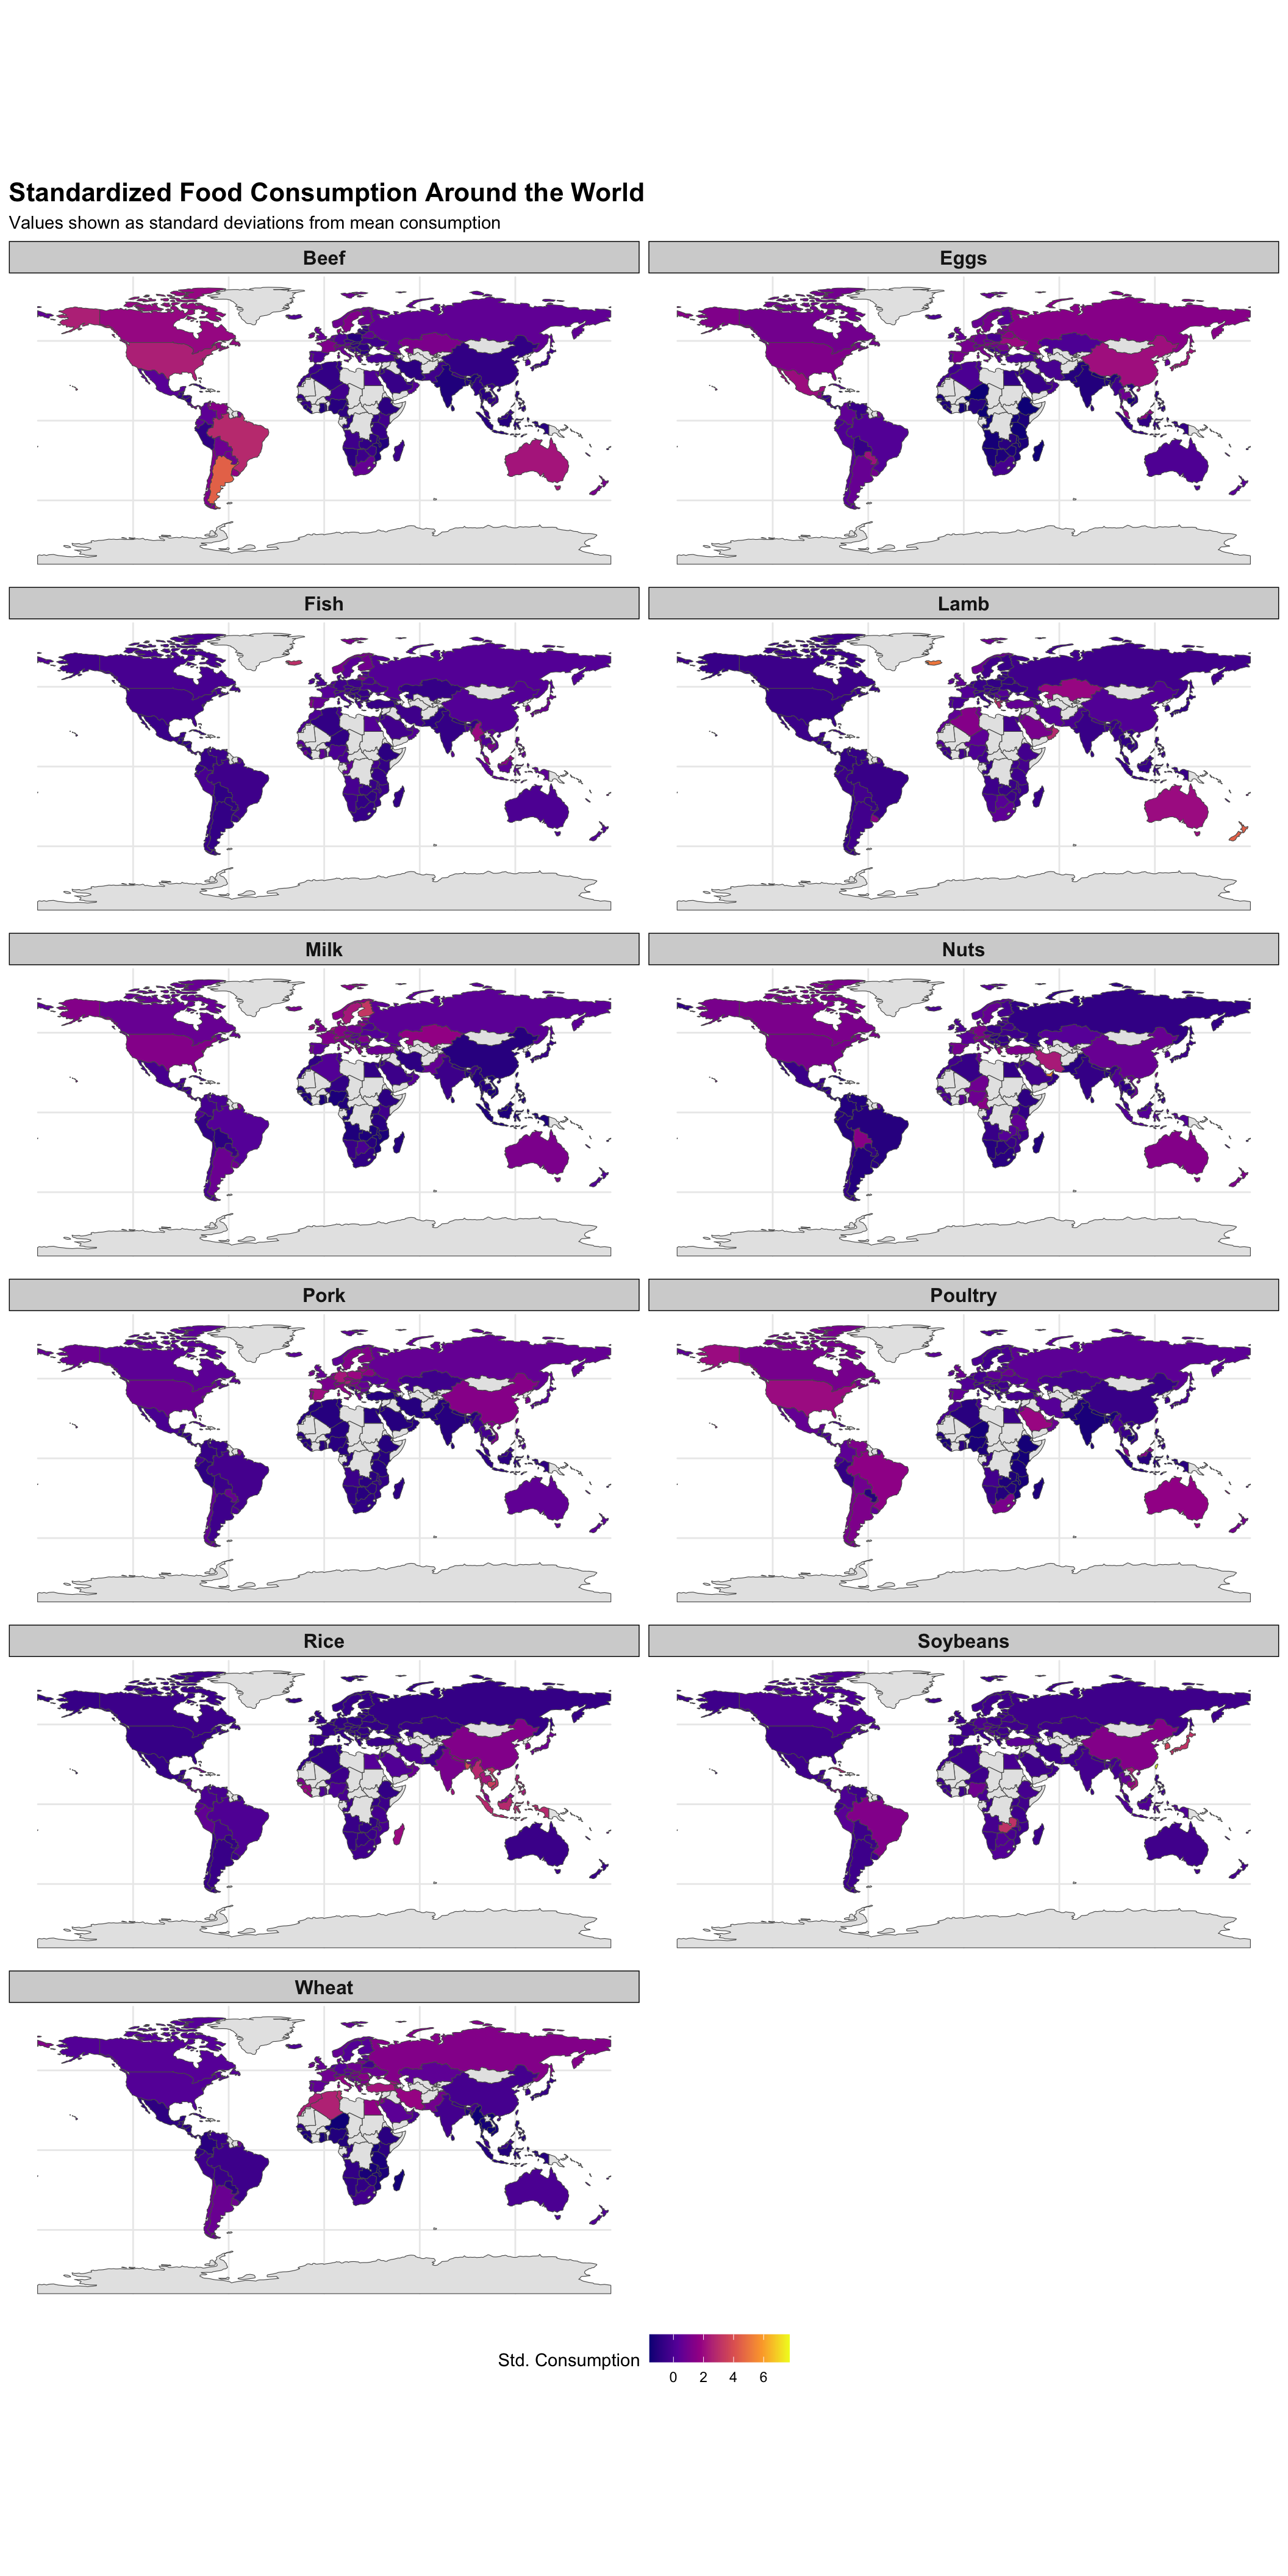 Standardized Food Consumption Around the World
Values shown as standard deviations from mean consumption
Beef
Eggs
Fish
Lamb
Milk
Nuts
Pork
Poultry
Rice
Soybeans
Wheat
Std. Consumption
0 2 4 6